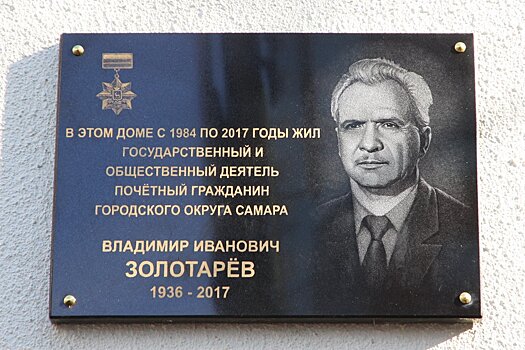 В ЭТОМ ДОМЕ С 1984 ПО 2017 ГОДЫ ЖИЛ
ГОСУДАРСТВЕННЫЙ И
ОБЩЕСТВЕННЫЙ ДЕЯТЕЛЬ
ПОЧЁТНЫЙ ГРАЖДАНИН
ГОРОДСКОГО ОКРУГА САМАРА
ВЛАДИМИР ИВАНОВИЧ
ЗОЛОТАРЁВ
1936 - 2017